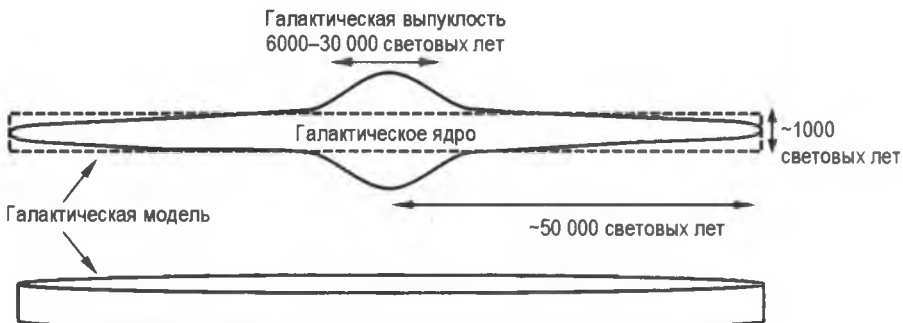 Галактическая выпуклость
6000–30 000 световых лет
Галактическое ядро
~1000
световых лет
Галактическая модель
~50 000 световых лет